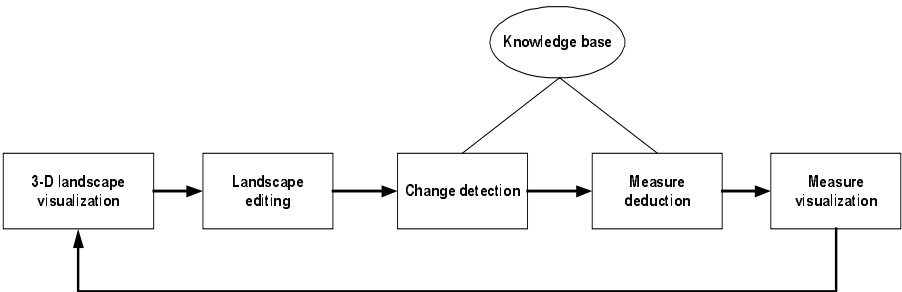 Knowledge base
3-D landscape
visualization
Landscape
editing
Change detection
Measure
deduction
Measure
visualization